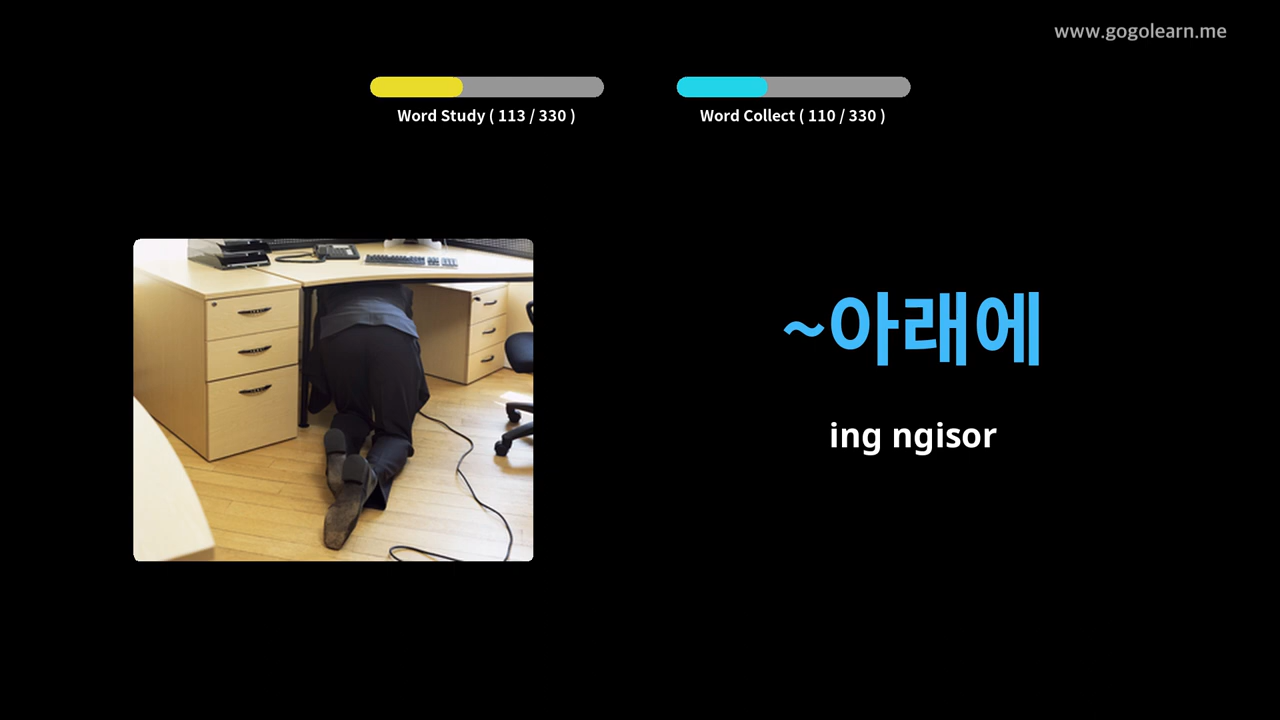 www.gogolearn.me
Word Study ( 113 / 330 )
Word Collect ( 110 / 330 )
~아래에
ing ngisor